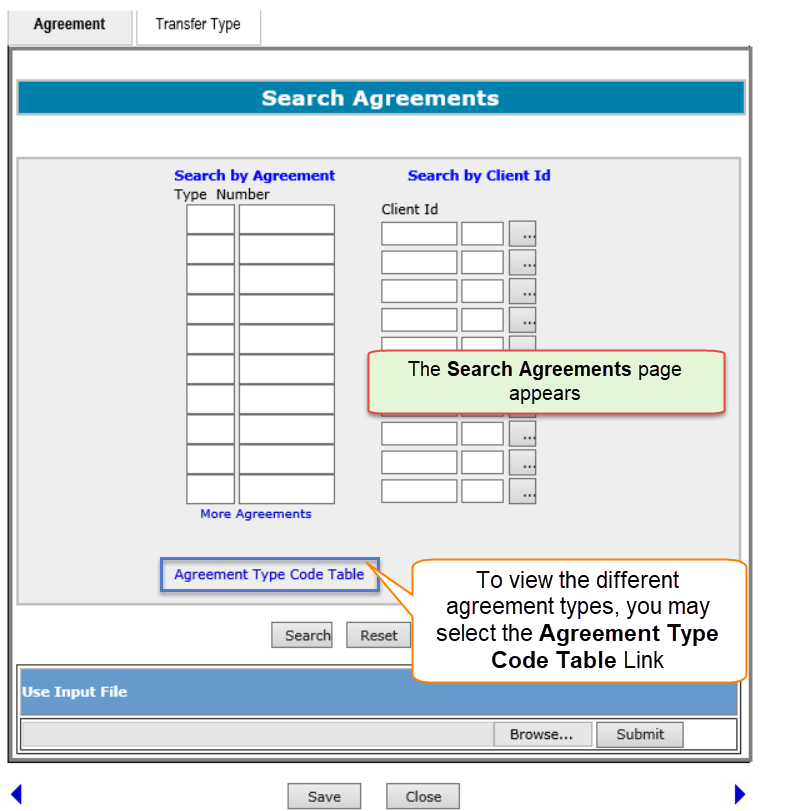 Agreement
Transfer Type
Search Agreements
Search by Agreement
Type Number
Search by Client Id
Client Id
...
...
...
...
The Search Agreements page
appears
...
...
...
More Agreements
Agreement Type Code Table
To view the different
agreement types, you may
select the Agreement Type
Code Table Link
Search
Reset
Use Input File
Browse...
Submit
Save
Close